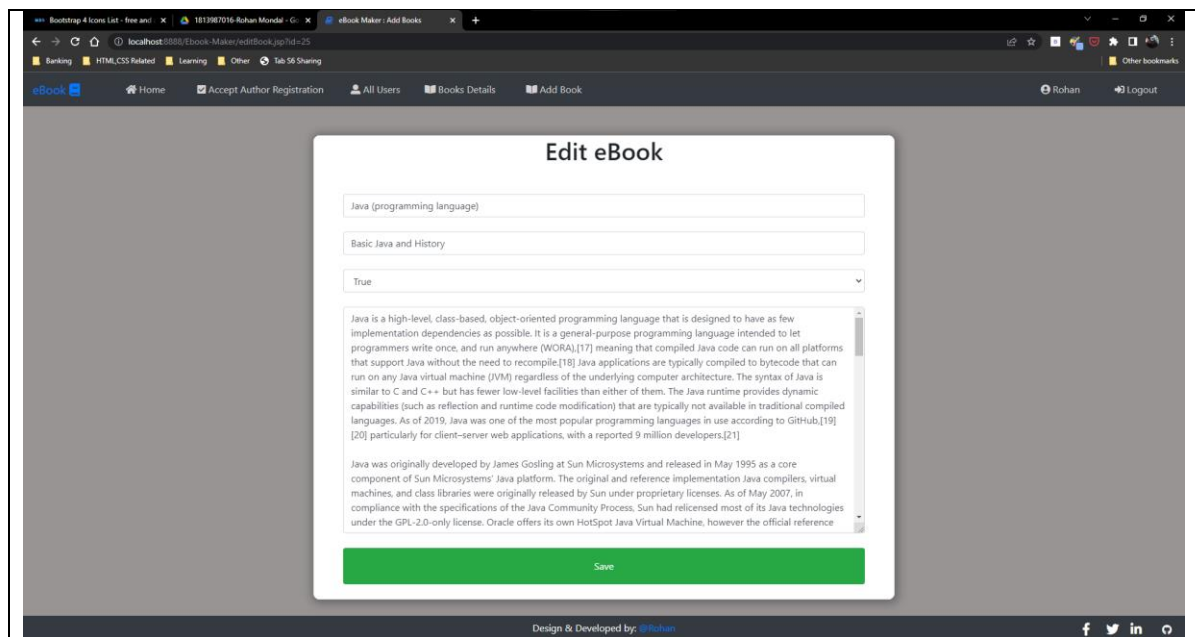 Bootstrap 4 Icons List - free and
1813987016-Rohan Mondal - Go
eBook Maker : Add Books
localhost:8888/Ebook-Maker/editBook.jsp?id=25
Banking HTML,CSS Related Learning Other Tab S6 Sharing Other bookmarks
eBook Home Accept Author Registration All Users Books Details Add Book Rohan Logout
Edit eBook
Java (programming language)
Basic Java and History
True
Java is a high-level, class-based, object-oriented programming language that is designed to have as few
implementation dependencies as possible. It is a general-purpose programming language intended to let
programmers write once, and run anywhere (WORA),[17] meaning that compiled Java code can run on all platforms
that support Java without the need to recompile.[18] Java applications are typically compiled to bytecode that can
run on any Java virtual machine (JVM) regardless of the underlying computer architecture. The syntax of Java is
similar to C and C++ but has fewer low-level facilities than either of them. The Java runtime provides dynamic
capabilities (such as reflection and runtime code modification) that are typically not available in traditional compiled
languages. As of 2019, Java was one of the most popular programming languages in use according to GitHub,[19]
[20] particularly for client–server web applications, with a reported 9 million developers.[21]
Java was originally developed by James Gosling at Sun Microsystems and released in May 1995 as a core
component of Sun Microsystems' Java platform. The original and reference implementation Java compilers, virtual
machines, and class libraries were originally released by Sun under proprietary licenses. As of May 2007, in
compliance with the specifications of the Java Community Process, Sun had relicensed most of its Java technologies
under the GPL-2.0-only license. Oracle offers its own HotSpot Java Virtual Machine, however the official reference
Save
Design & Developed by: @Rohan